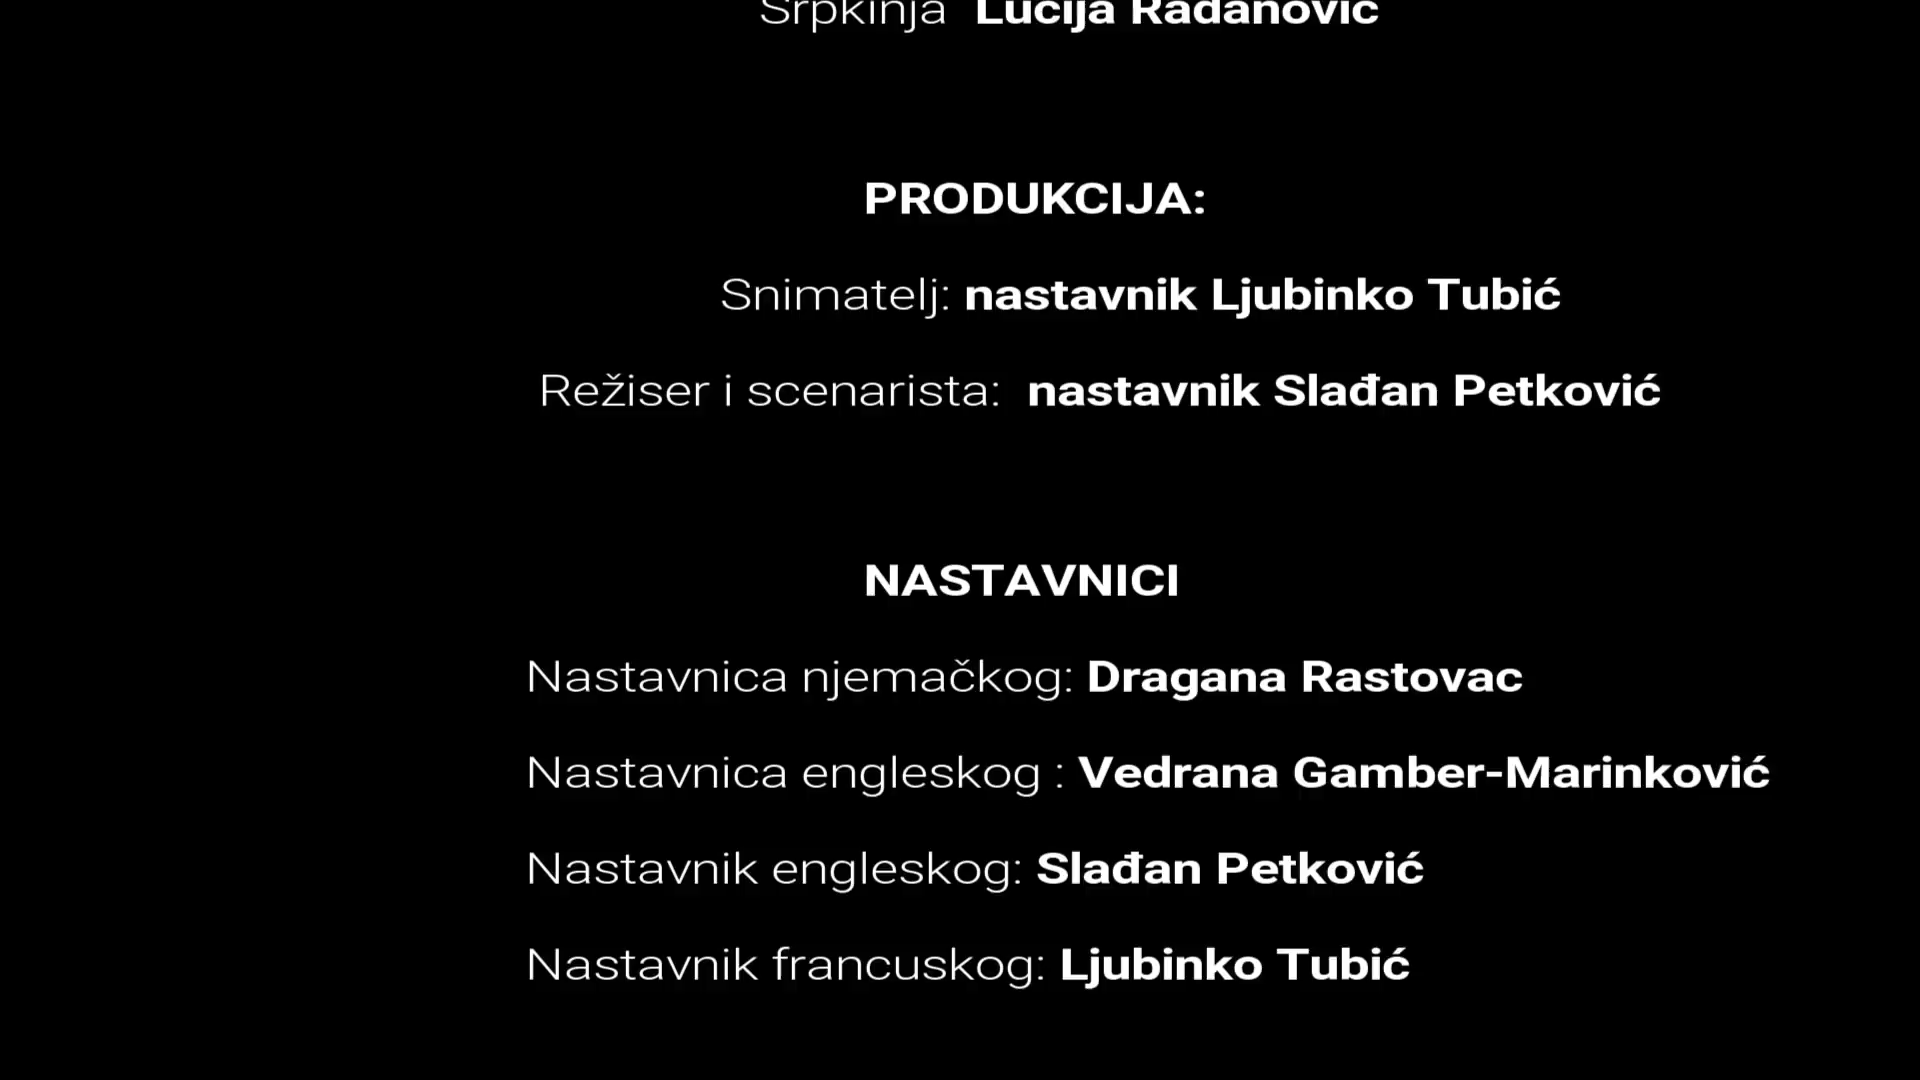 Srpkinja  Lucija Radanović
PRODUKCIJA:
Snimatelj: nastavnik Ljubinko Tubić
Režiser i scenarista:  nastavnik Slađan Petković
NASTAVNICI
Nastavnica njemačkog: Dragana Rastovac
Nastavnica engleskog : Vedrana Gamber-Marinković
Nastavnik engleskog: Slađan Petković
Nastavnik francuskog: Ljubinko Tubić